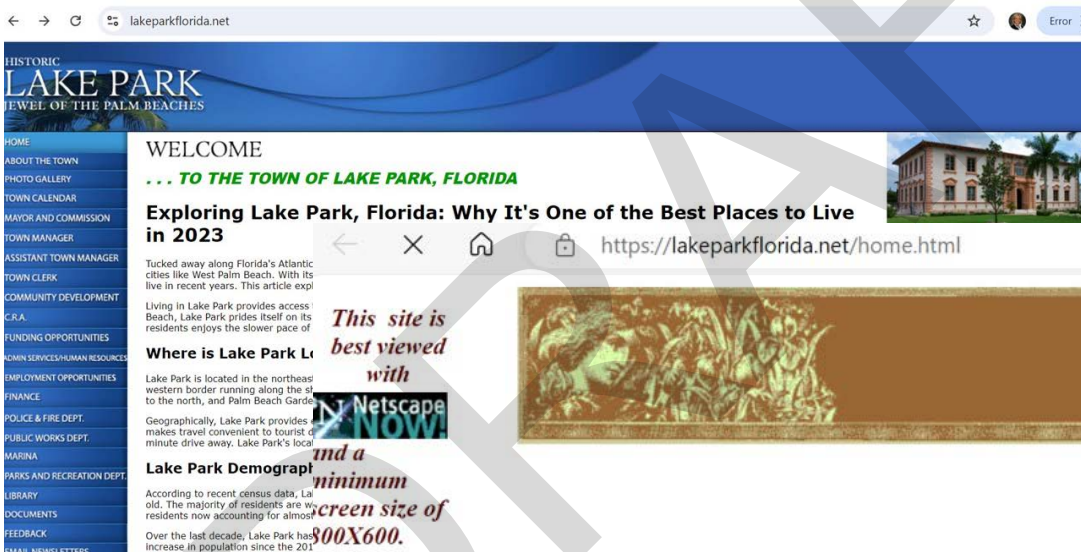 lakeparkflorida.net
Error
HISTORIC
LAKE PARK
JEWEL OF THE PALM BEACHES
HOME
ABOUT THE TOWN
PHOTO GALLERY
TOWN CALENDAR
MAYOR AND COMMISSION
TOWN MANAGER
ASSISTANT TOWN MANAGER
TOWN CLERK
COMMUNITY DEVELOPMENT
C.R.A.
FUNDING OPPORTUNITIES
ADMIN SERVICES/HUMAN RESOURCES
EMPLOYMENT OPPORTUNITIES
FINANCE
POLICE & FIRE DEPT.
PUBLIC WORKS DEPT.
MARINA
PARKS AND RECREATION DEPT.
LIBRARY
DOCUMENTS
FEEDBACK
EMAIL NEWSLETTERS
WELCOME
. . . TO THE TOWN OF LAKE PARK, FLORIDA
Exploring Lake Park, Florida: Why It's One of the Best Places to Live
in 2023
Tucked away along Florida's Atlantic
cities like West Palm Beach. With its
live in recent years. This article
Living in Lake Park provides access
Beach, Lake Park prides itself on its
residents enjoys the slower pace of
Where is Lake Park
Lake Park is located in the northeast
western border running along the
to the north, and Palm Beach
Geographically, Lake Park provides
makes travel convenient to tourist
minute drive away. Lake Park's
Lake Park
According to recent census data,
old. The majority of residents are
residents now accounting for almost
Over the last decade, Lake Park has
increase in population since the
https://lakeparkflorida.net/home.html
This site is
best viewed
with
Netscape
NOW!
and a
minimum
screen size of
800X600.